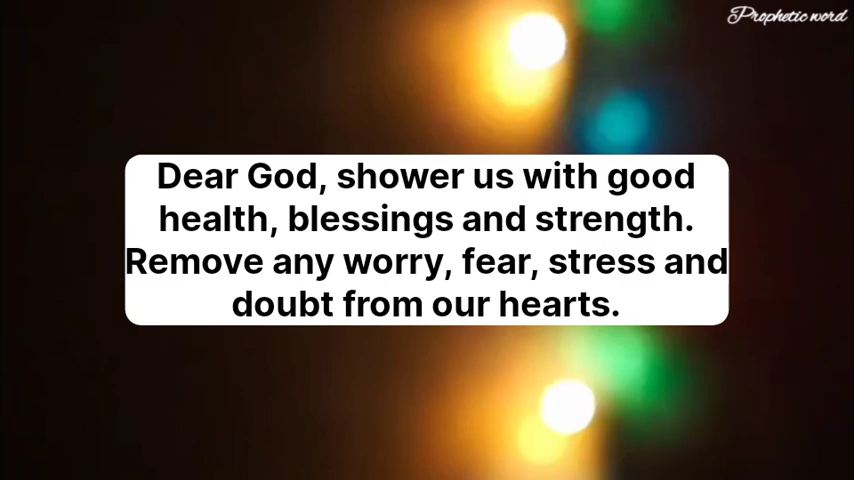 Prophetic word
Dear God, shower us with good
health, blessings and strength.
Remove any worry, fear, stress and
doubt from our hearts.